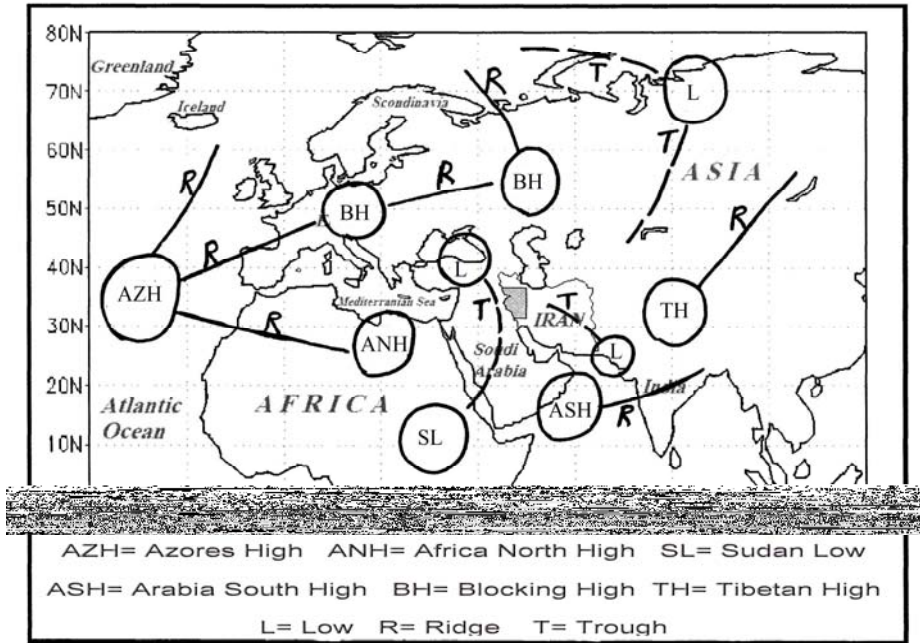 80N
Greenland
R
T
70N
L
Iceland
Scandinavia
60N
T
R
R
ASIA
BH
50N
BH
R
R
40N
L
AZH
Mediterranean Sea
T
T
TH
30N
R
IRAN
ANH
Saudi
Arabia
L
20N
India
Atlantic
Ocean
AFRICA
ASH
R
SL
10N
AZH= Azores High ANH= Africa North High SL= Sudan Low
ASH= Arabia South High BH= Blocking High TH= Tibetan High
L= Low R= Ridge T= Trough